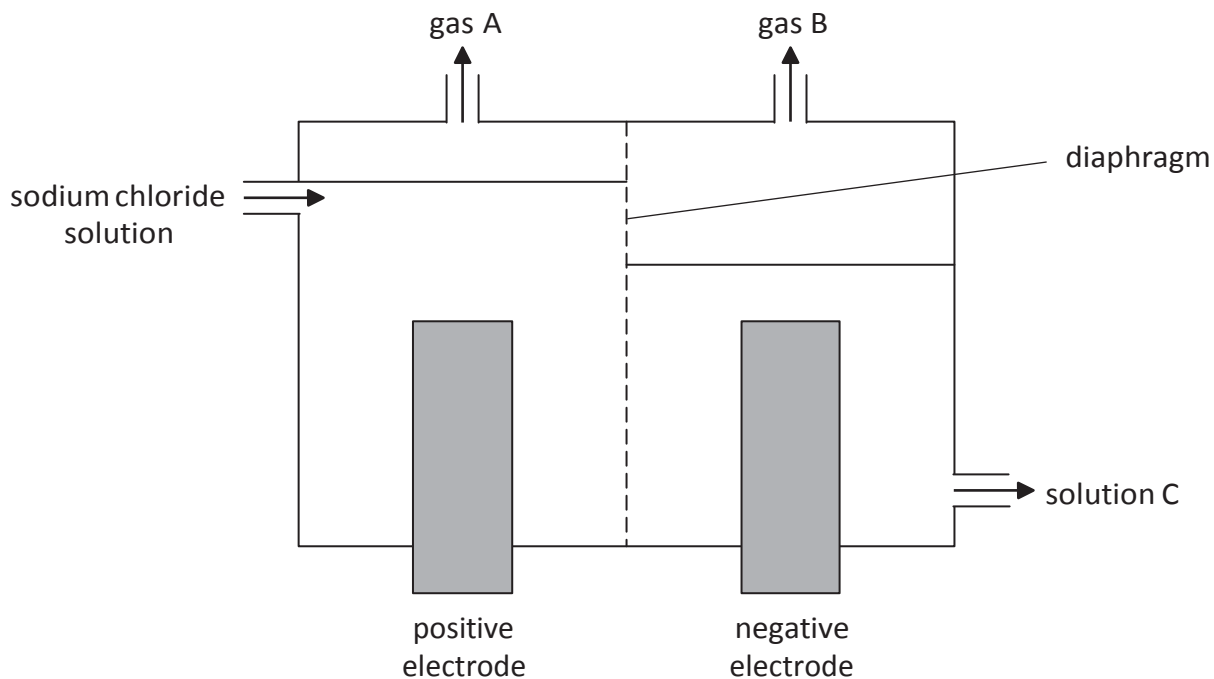 gas A
gas B
diaphragm
sodium chloride
solution
solution C
positive
electrode
negative
electrode